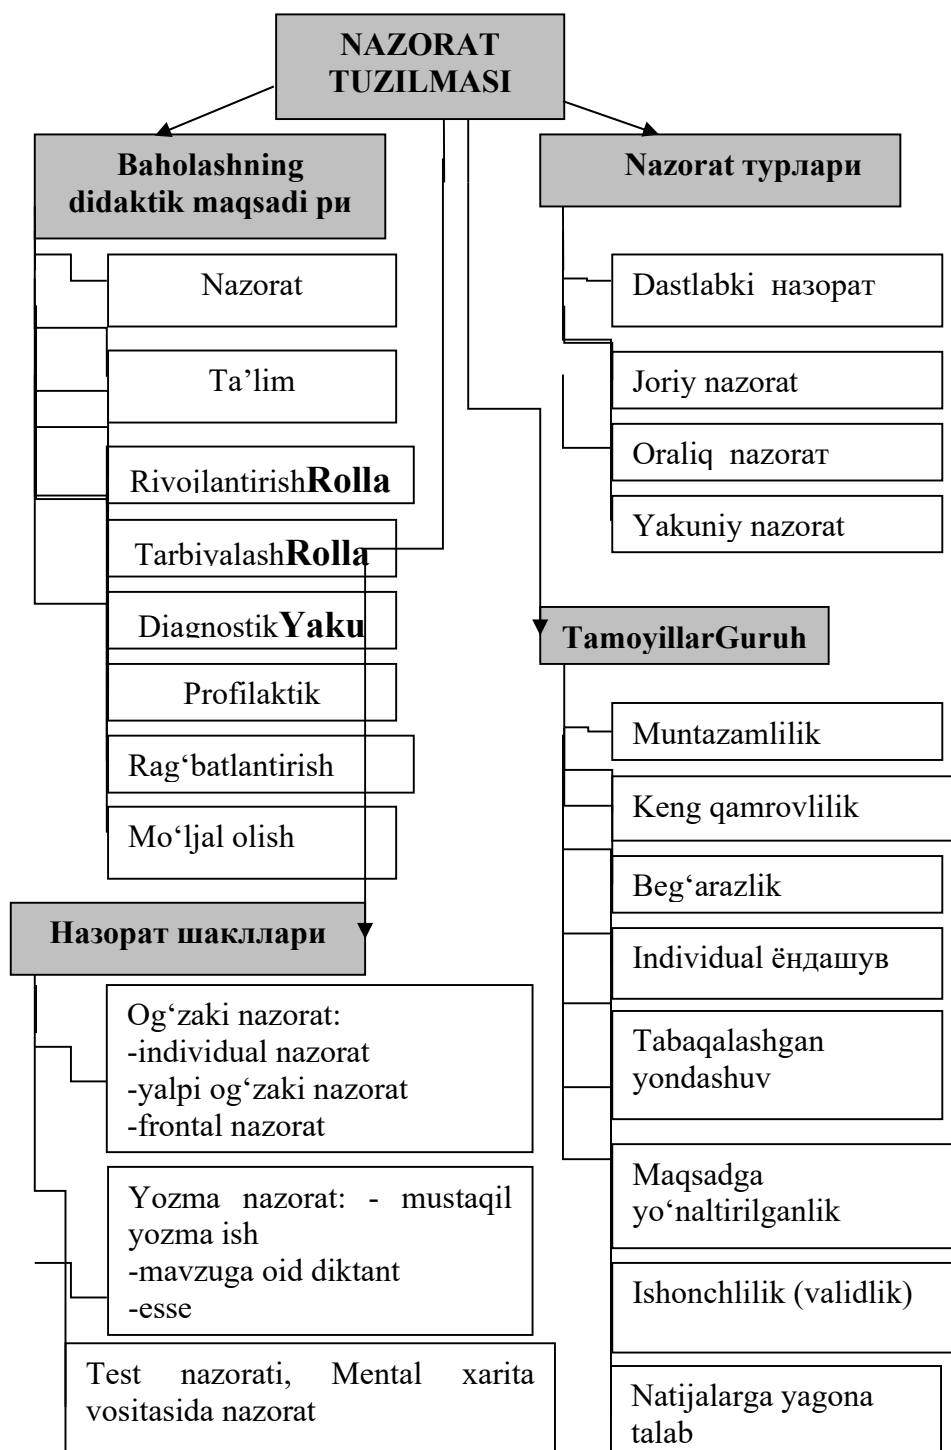 NAZORAT
TUZILMASI
Baholashning
didaktik maqsadi ри
Nazorat
Ta’lim
RivojlantirishRolla
TarbiyalashRolla
DiagnostikYaku
Profilaktik
Rag‘batlantirish
Mo‘ljal olish
Nazorat турлари
Dastlabki назорат
Joriy nazorat
Oraliq nazoraт
Yakuniy nazorat
TamoyillarGuruh
Muntazamlilik
Keng qamrovlilik
Beg‘arazlik
Individual ёндашув
Tabaqalashgan
yondashuv
Maqsadga
yo‘naltirilganlik
Ishonchlilik (validlik)
Natijalarga yagona
talab
Назорат шакллари
Og‘zaki nazorat:
-individual nazorat
-yalpi og‘zaki nazorat
-frontal nazorat
Yozma nazorat: - mustaqil
yozma ish
-mavzuga oid diktant
-esse
Test nazorati, Mental xarita
vositasida nazorat